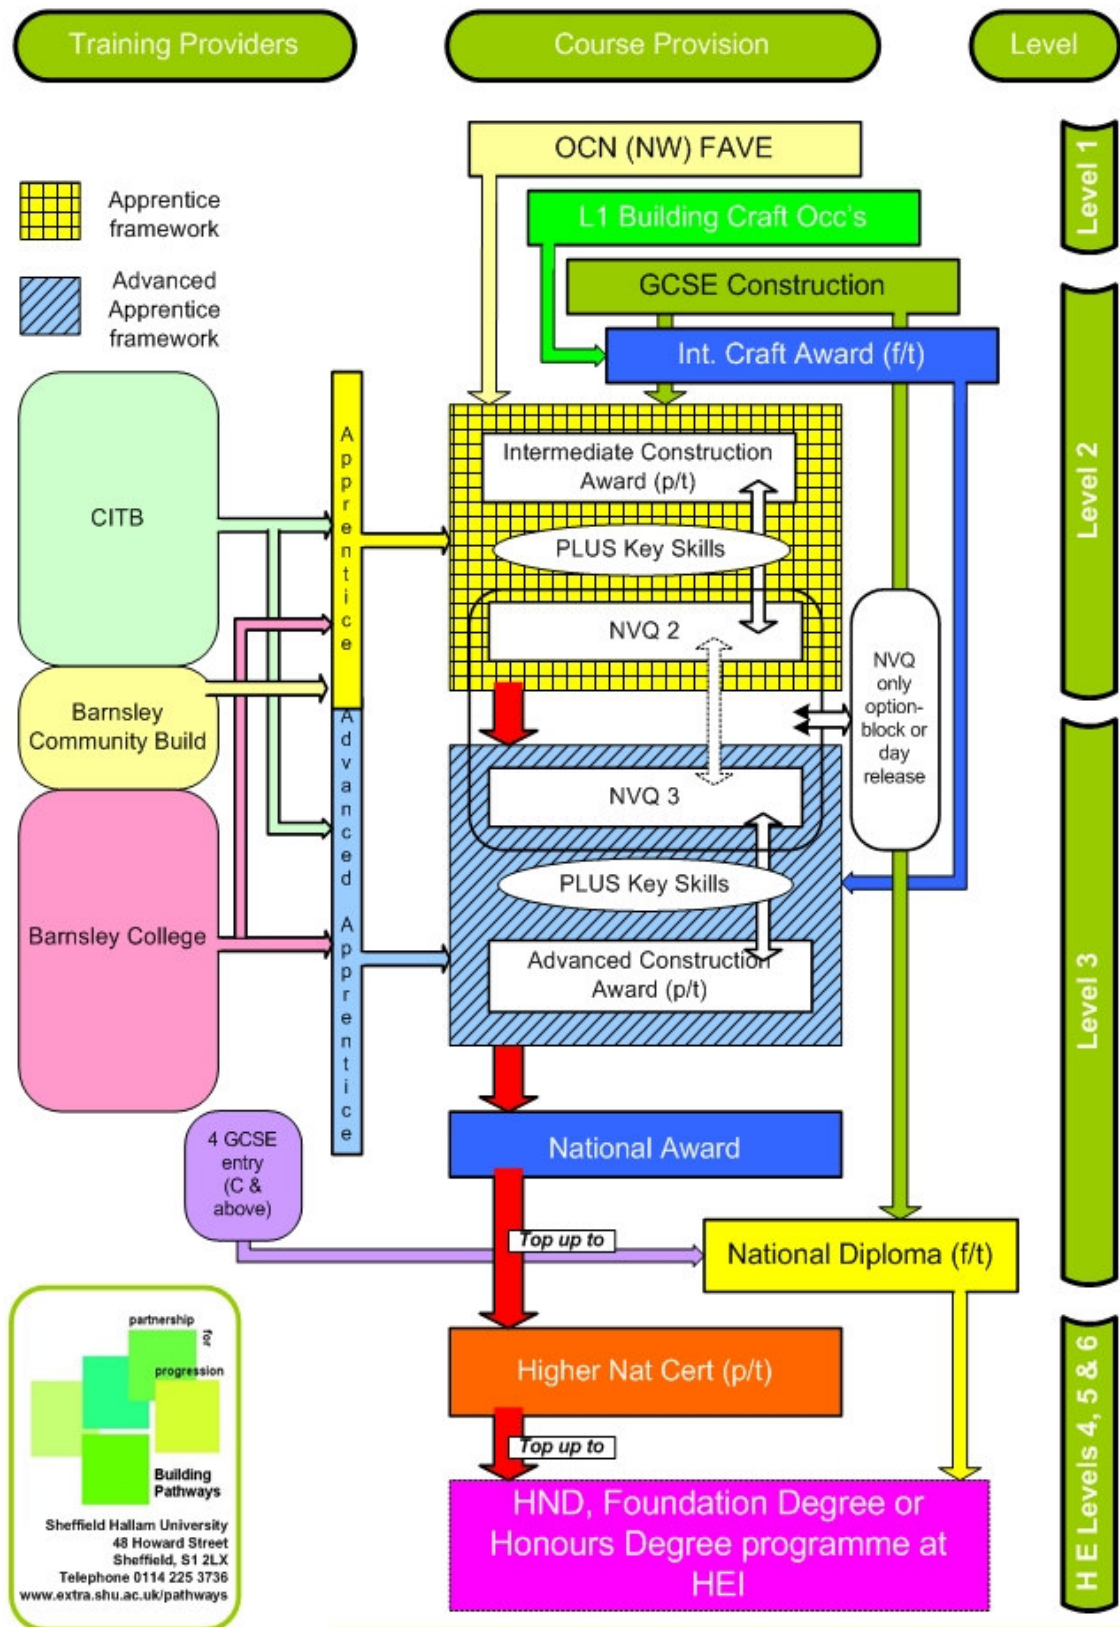 Training Providers
Course Provision
Level
OCN (NW) FAVE
Level 1
Apprentice
framework
L1 Building Craft Occ's
Advanced
Apprentice
framework
GCSE Construction
Int. Craft Award (f/t)
Level 2
CITB
Apprentice
Intermediate Construction
Award (p/t)
PLUS Key Skills
NVQ 2
NVQ
only
option-
block or
day
release
Barnsley
Community Build
Advanced Apprentice
NVQ 3
PLUS Key Skills
Barnsley College
Advanced Construction
Award (p/t)
Level 3
4 GCSE
entry
(C &
above)
National Award
Top up to
National Diploma (f/t)
partnership
for
progression
Building
Pathways
Sheffield Hallam University
48 Howard Street
Sheffield, S1 2LX
Telephone 0114 225 3736
www.extra.shu.ac.uk/pathways
Higher Nat Cert (p/t)
Top up to
HND, Foundation Degree or
Honours Degree programme at
HEI
H E Levels 4, 5 & 6